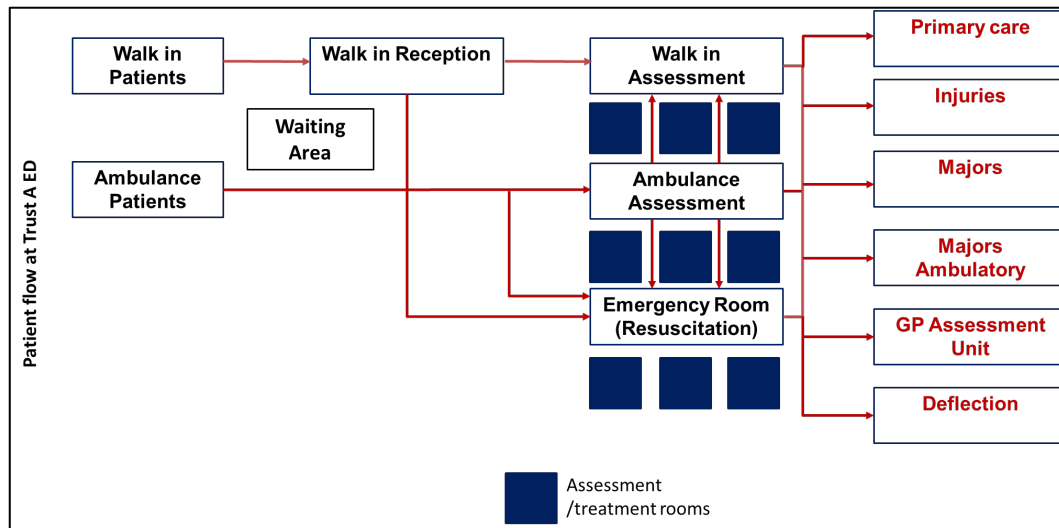 Patient flow at Trust A ED
Walk in
Patients
Walk in Reception
Walk in
Assessment
Primary care
Injuries
Waiting
Area
Ambulance
Patients
Ambulance
Assessment
Majors
Majors
Ambulatory
Emergency Room
(Resuscitation)
GP Assessment
Unit
Deflection
Assessment
/treatment rooms